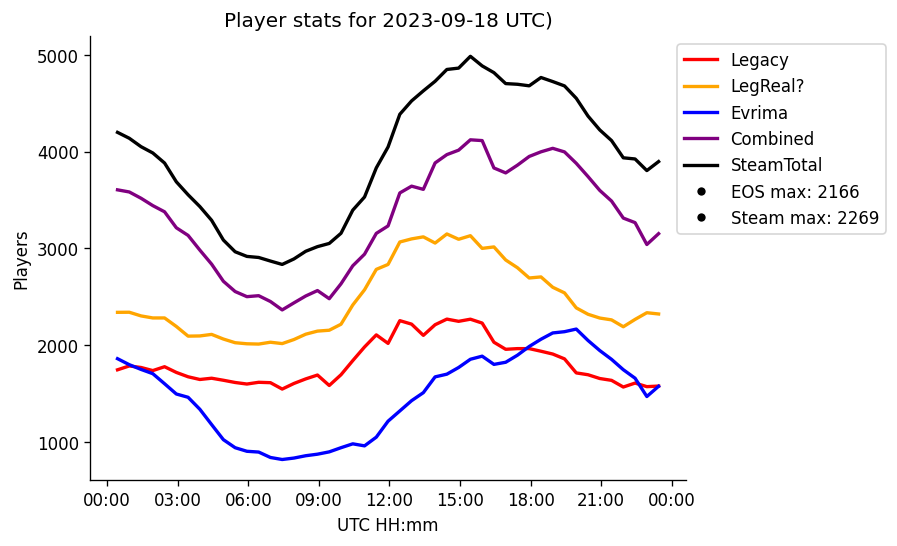 Player stats for 2023-09-18 UTC)
5000
4000
3000
2000
1000
Players
00:00 03:00 06:00 09:00 12:00 15:00 18:00 21:00 00:00
UTC HH:mm
Legacy
LegReal?
Evrima
Combined
SteamTotal
EOS max: 2166
Steam max: 2269